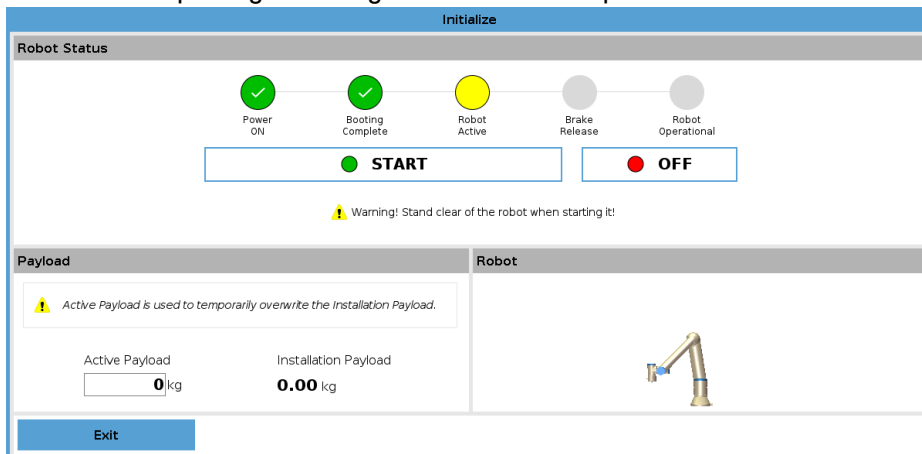 Initialize
Robot Status
Power
ON
Booting
Complete
Robot
Active
Brake
Release
Robot
Operational
START
OFF
Warning! Stand clear of the robot when starting it!
Payload
Robot
Active Payload is used to temporarily overwrite the Installation Payload.
Active Payload
Installation Payload
0 kg
0.00 kg
Exit